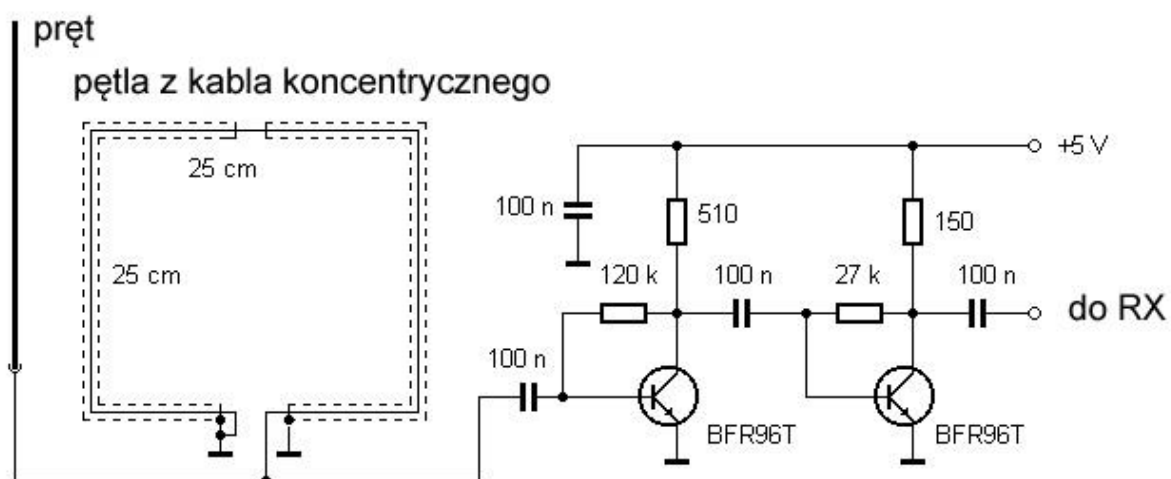 pręt
pętla z kabla koncentrycznego
+5 V
25 cm
100 n
510
150
25 cm
120 k
100 n
27 k
100 n
do RX
100 n
BFR96T
BFR96T